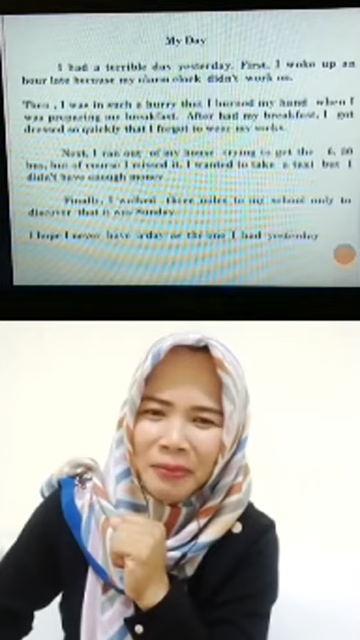 My Day
I had a terrible day yesterday. First, I woke up an
hour late because my alarm clock didn't work on.
Then , I was in such a hurry that I burned my hand when I
was preparing my breakfast. After had my breakfast, I got
dressed so quickly that I forgot to wear my socks.
Next, I ran out of my house trying to get the 6. 30
bus, but of course I missed it. I wanted to take a taxi but I
didn't have enough money
Finally, I walked three miles to my school only to
discover that it was Sunday.
I hope I never have a day as the one I had yesterday